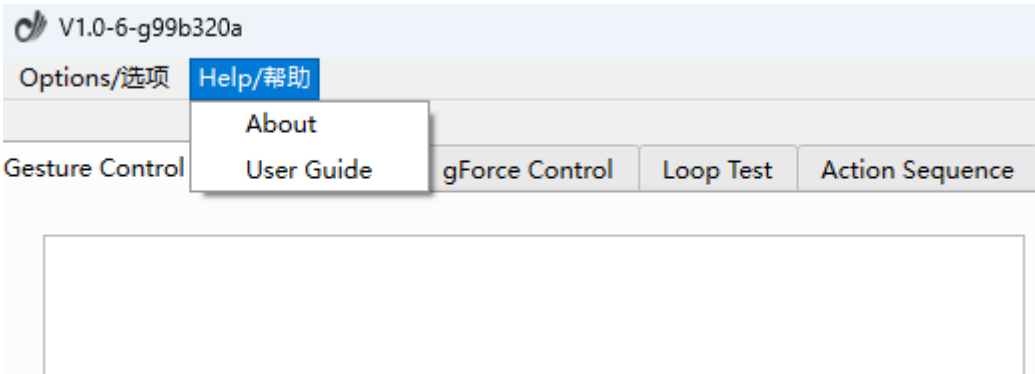 V1.0-6-g99b320a
Options/选项 Help/帮助
About
User Guide
Gesture Control gForce Control Loop Test Action Sequence